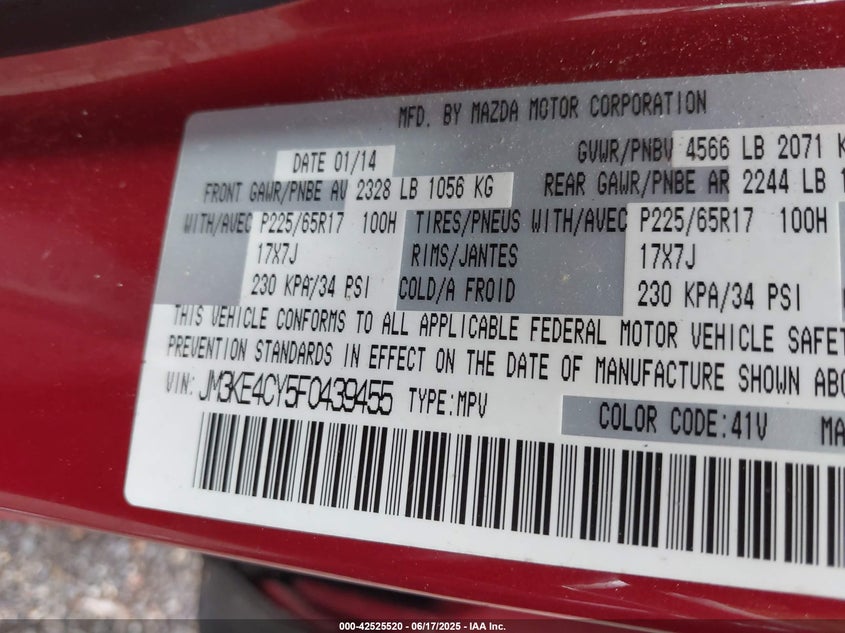 MFD. BY MAZDA MOTOR CORPORATION
DATE 01/14 GVWR/PNBV 4566 LB 2071
FRONT GAWR/PNBE AV 2328 LB 1056 KG REAR GAWR/PNBE AR 2244 LB
WITH/AVEC P225/65R17 100H TIRES/PNEUS WITH/AVEC P225/65R17 100H
17X7J RIMS/JANTES 17X7J
230 KPA/34 PSI COLD/A FROID 230 KPA/34 PSI
THIS VEHICLE CONFORMS TO ALL APPLICABLE FEDERAL MOTOR VEHICLE SAFET
PREVENTION STANDARDS IN EFFECT ON THE DATE OF MANUFACTURE SHOWN ABO
VIN: JM3KE4CY5F0439455 TYPE:MPV
COLOR CODE:41V MA
000-42525520 - 06/17/2025 - IAA Inc.